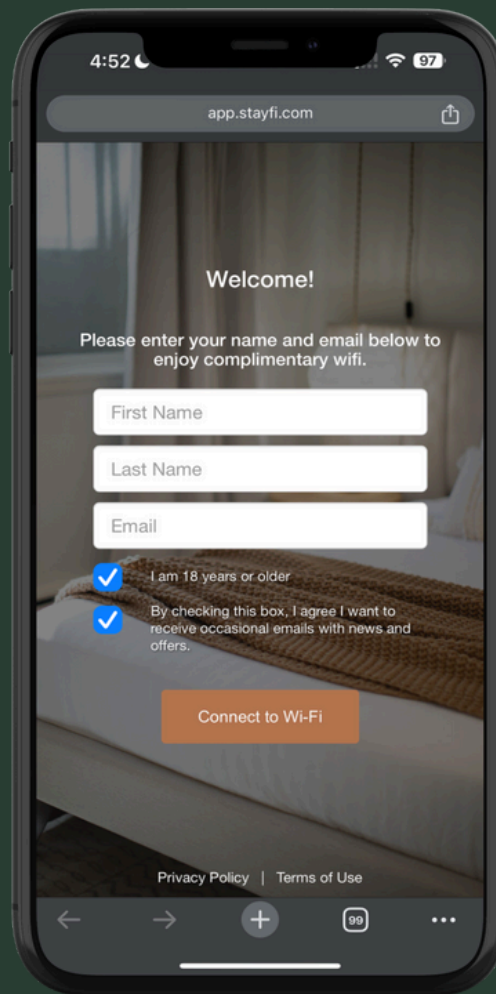 4:52
97
app.stayfi.com
Welcome!
Please enter your name and email below to
enjoy complimentary wifi.
First Name
Last Name
Email
I am 18 years or older
By checking this box, I agree I want to
receive occasional emails with news and
offers.
Connect to Wi-Fi
Privacy Policy | Terms of Use
99